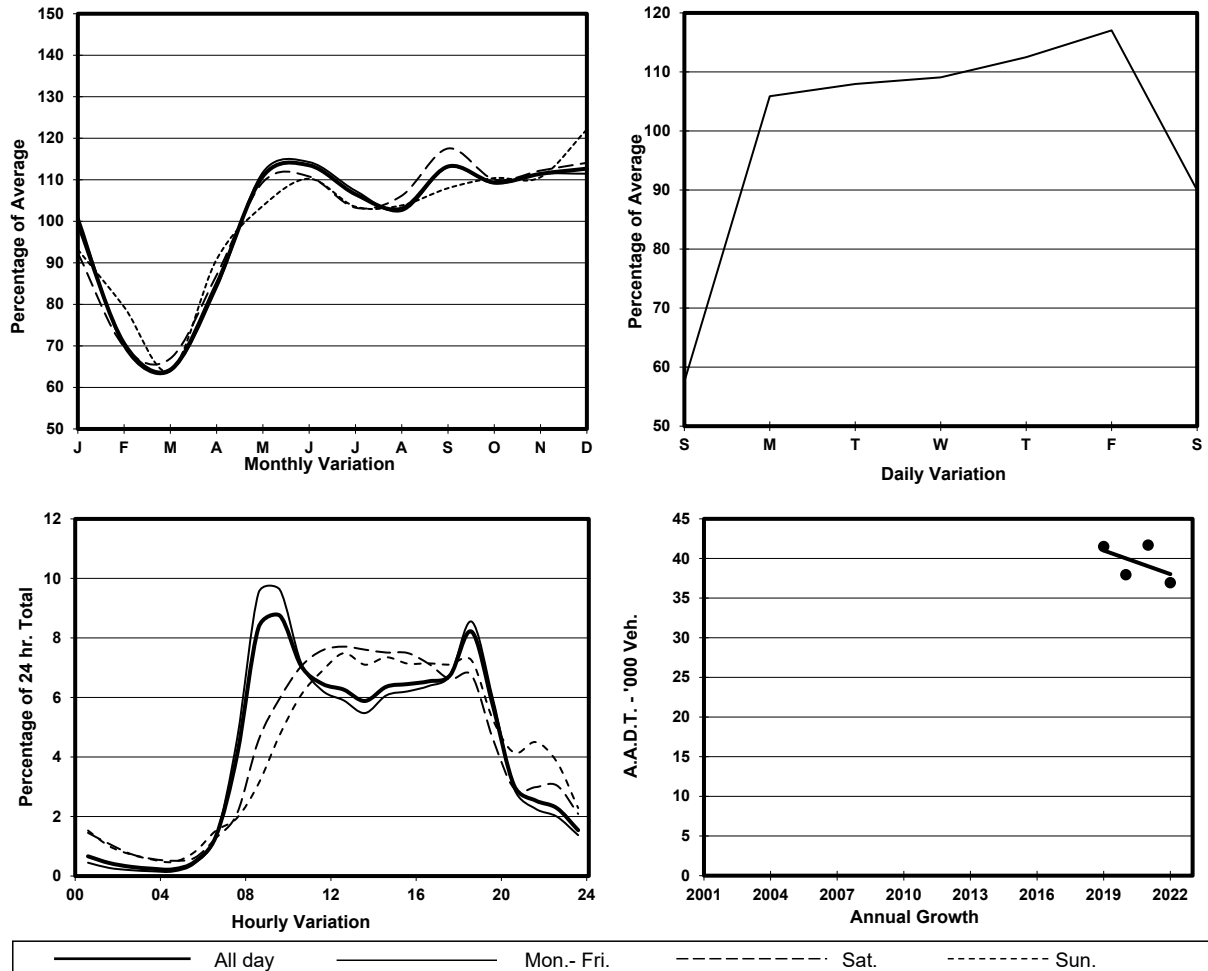 150
140
130
120
110
100
90
80
70
60
50
Percentage of Average
J F M A M J J A S O N D
Monthly Variation
120
110
100
90
80
70
60
50
Percentage of Average
S M T W T F S
Daily Variation
12
10
8
6
4
2
0
Percentage of 24 hr. Total
00 04 08 10 12 14 16 20 24
Hourly Variation
45
40
35
30
25
20
15
10
5
0
A.A.D.T. - '000 Veh.
2001 2004 2007 2010 2013 2016 2019 2022
Annual Growth
All day Mon.- Fri. Sat. Sun.